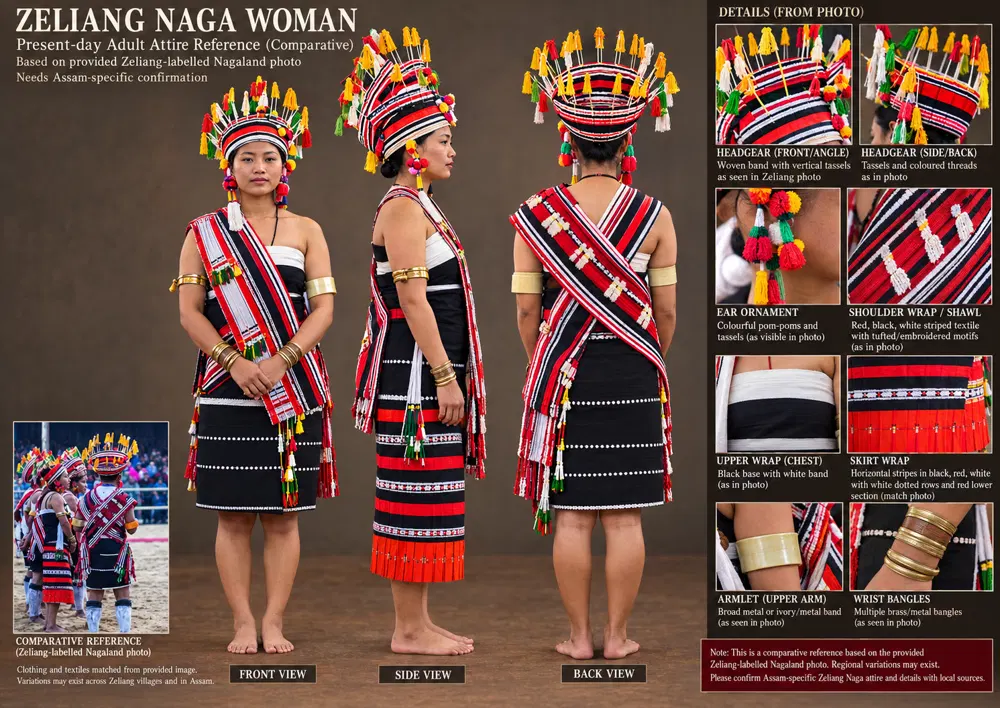 ZELIANG NAGA WOMAN
Present-day Adult Attire Reference (Comparative)
Based on provided Zeliang-labelled Nagaland photo
Needs Assam-specific confirmation
DETAILS (FROM PHOTO)
HEADGEAR (FRONT/ANGLE)
Woven band with vertical tassels
as seen in Zeliang photo
HEADGEAR (SIDE/BACK)
Tassels and coloured threads
as in photo
EAR ORNAMENT
Colourful pom-poms and
tassels (as visible in photo)
SHOULDER WRAP / SHAWL
Red, black, white striped textile
with tufted/embroidered motifs
(as in photo)
UPPER WRAP (CHEST)
Black base with white band
(as in photo)
SKIRT WRAP
Horizontal stripes in black, red, white
with white dotted rows and red lower
section (match photo)
ARMLET (UPPER ARM)
Broad metal or ivory/metal band
(as seen in photo)
WRIST BANGLES
Multiple brass/metal bangles
(as seen in photo)
COMPARATIVE REFERENCE
(Zeliang-labelled Nagaland photo)
Clothing and textiles matched from provided image.
Variations may exist across Zeliang villages and in Assam.
FRONT VIEW
SIDE VIEW
BACK VIEW
Note: This is a comparative reference based on the provided
Zeliang-labelled Nagaland photo. Regional variations may exist.
Please confirm Assam-specific Zeliang Naga attire and details with local sources.